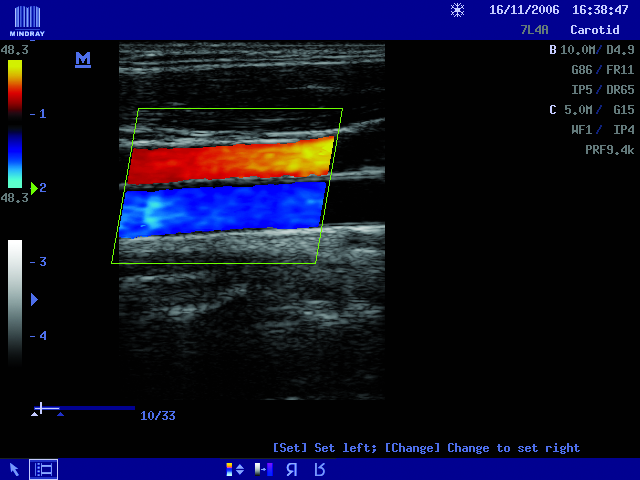 MINDRAY
16/11/2006 16:38:47
7L4A Carotid
48.3
M
B 10.0M/ D4.9
G86 / FR11
IP5 / DR65
C 5.0M / G15
WF1 / IP4
PRF9.4k
1
2
48.3
3
4
10/33
[Set] Set left; [Change] Change to set right